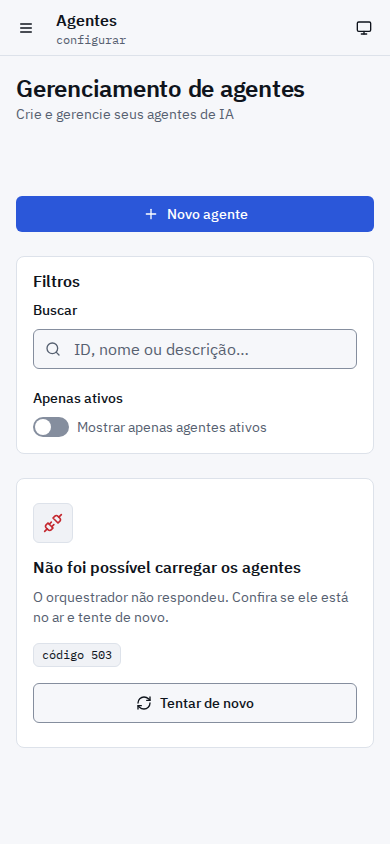 Agentes
configurar
Gerenciamento de agentes
Crie e gerencie seus agentes de IA
Novo agente
Filtros
Buscar
ID, nome ou descrição...
Apenas ativos
Mostrar apenas agentes ativos
Não foi possível carregar os agentes
O orquestrador não respondeu. Confira se ele está
no ar e tente de novo.
código 503
Tentar de novo